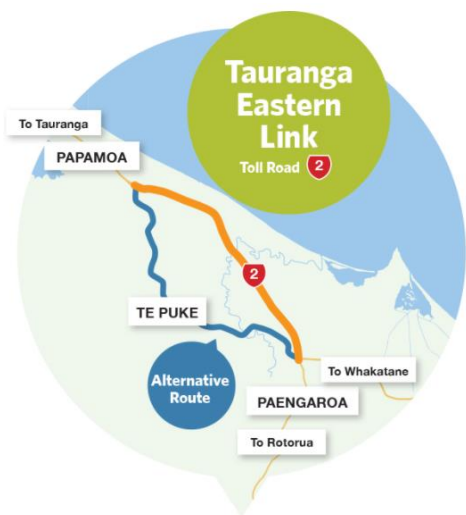 Tauranga
Eastern
Link
Toll Road 2
To Tauranga
PAPAMOA
2
TE PUKE
Alternative
Route
To Whakatane
PAENGAROA
To Rotorua